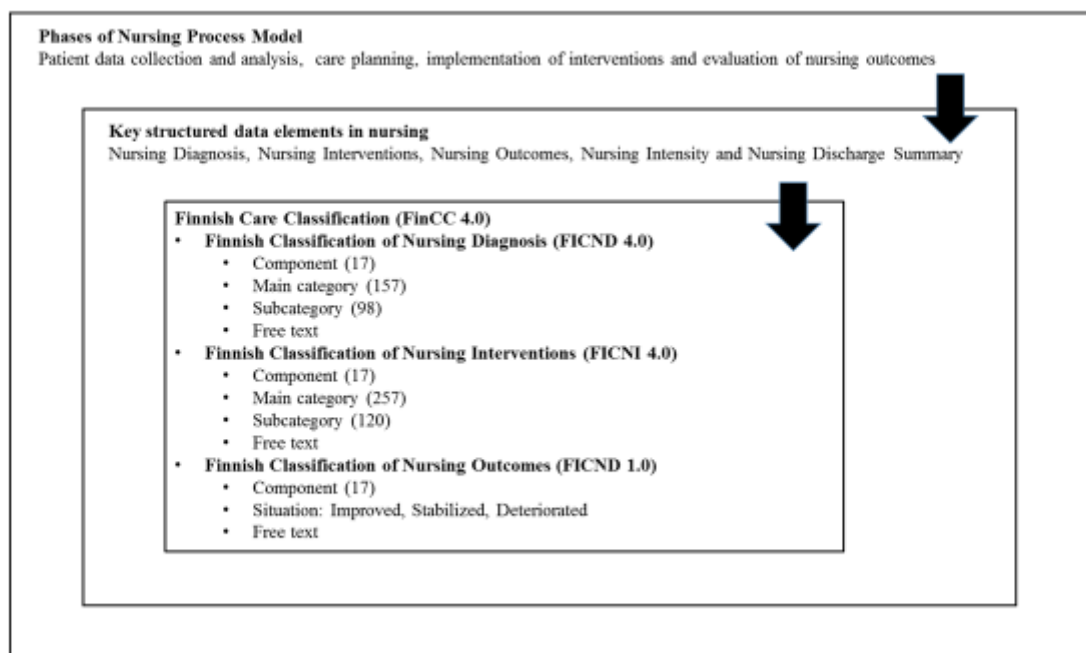 Phases of Nursing Process Model
Patient data collection and analysis, care planning, implementation of interventions and evaluation of nursing outcomes
Key structured data elements in nursing
Nursing Diagnosis, Nursing Interventions, Nursing Outcomes, Nursing Intensity and Nursing Discharge Summary
Finnish Care Classification (FinCC 4.0)
• Finnish Classification of Nursing Diagnosis (FICND 4.0)
• Component (17)
• Main category (157)
• Subcategory (98)
• Free text
• Finnish Classification of Nursing Interventions (FICNI 4.0)
• Component (17)
• Main category (257)
• Subcategory (120)
• Free text
• Finnish Classification of Nursing Outcomes (FICND 1.0)
• Component (17)
• Situation: Improved, Stabilized, Deteriorated
• Free text